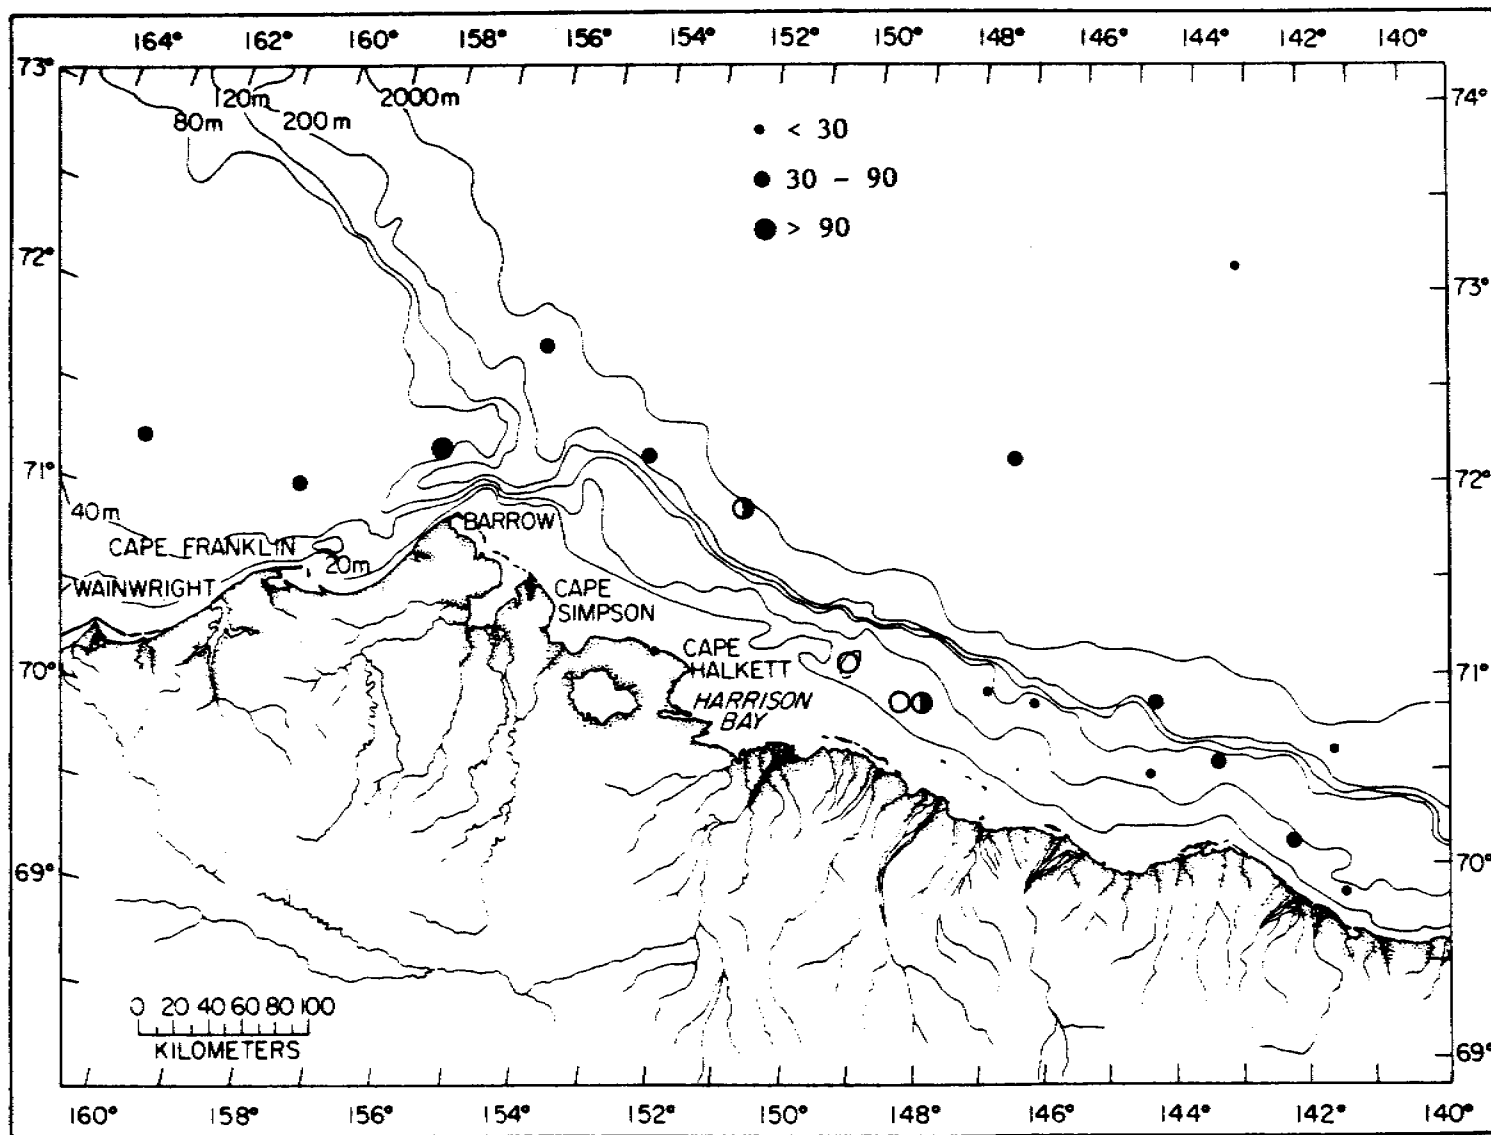 164° 162° 160° 158° 156° 154° 152° 150° 148° 146° 144° 142° 140°
73°
74°
120m
2000m
80m
200m
< 30
30 - 90
> 90
72°
73°
71°
72°
40m
BARROW
CAPE FRANKLIN
20m
WAINWRIGHT
CAPE
SIMPSON
CAPE
HALKETT
70°
71°
HARRISON
BAY
69°
70°
0 20 40 60 80 100
KILOMETERS
69°
160° 158° 156° 154° 152° 150° 148° 146° 144° 142° 140°